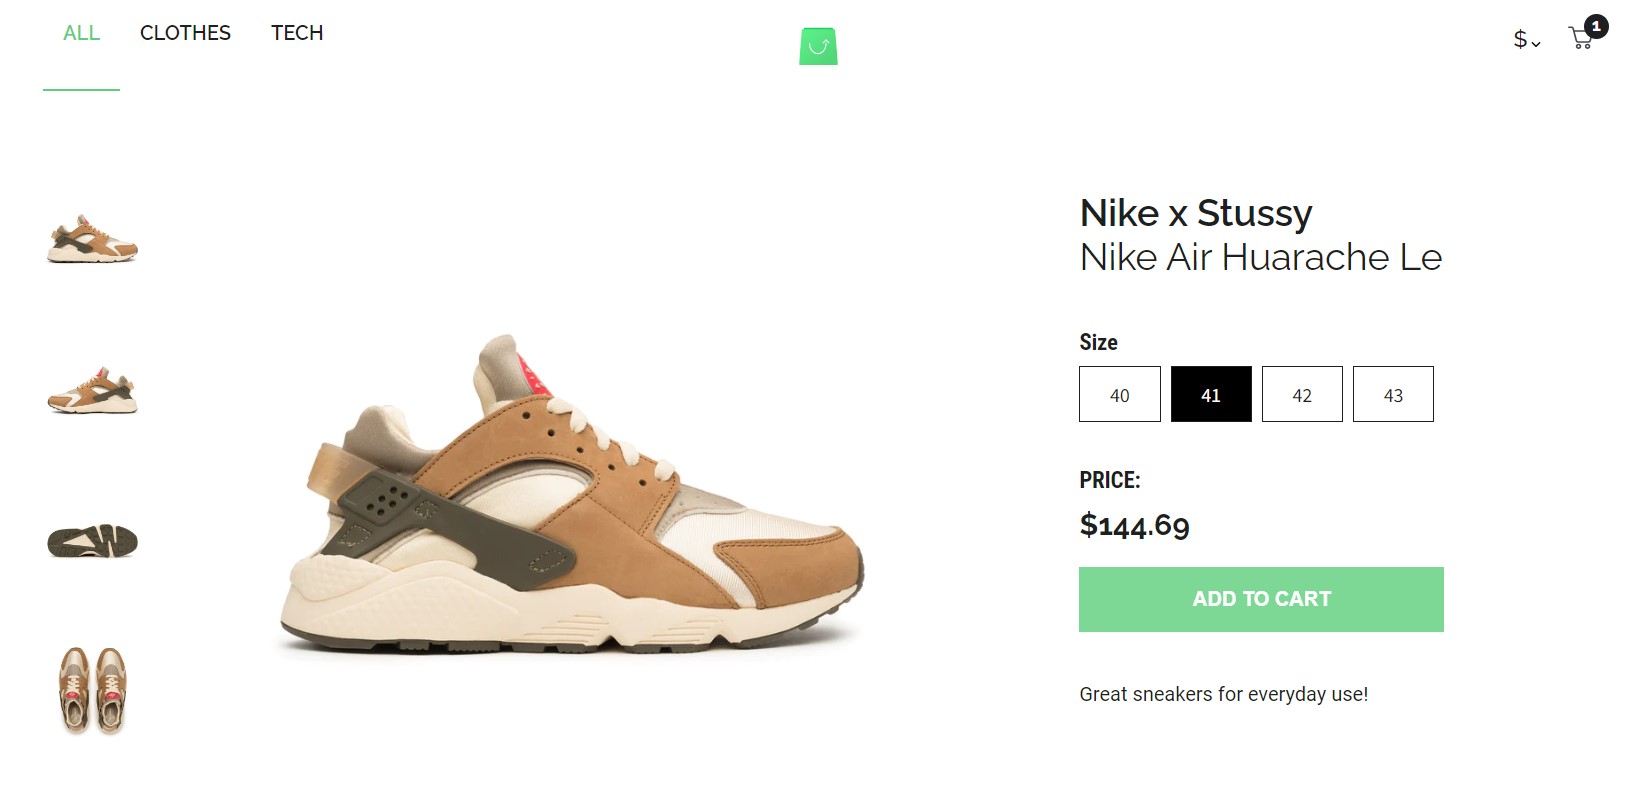 ALL
CLOTHES
TECH
$
1
Nike x Stussy
Nike Air Huarache Le
Size
40
41
42
43
PRICE:
$144.69
ADD TO CART
Great sneakers for everyday use!